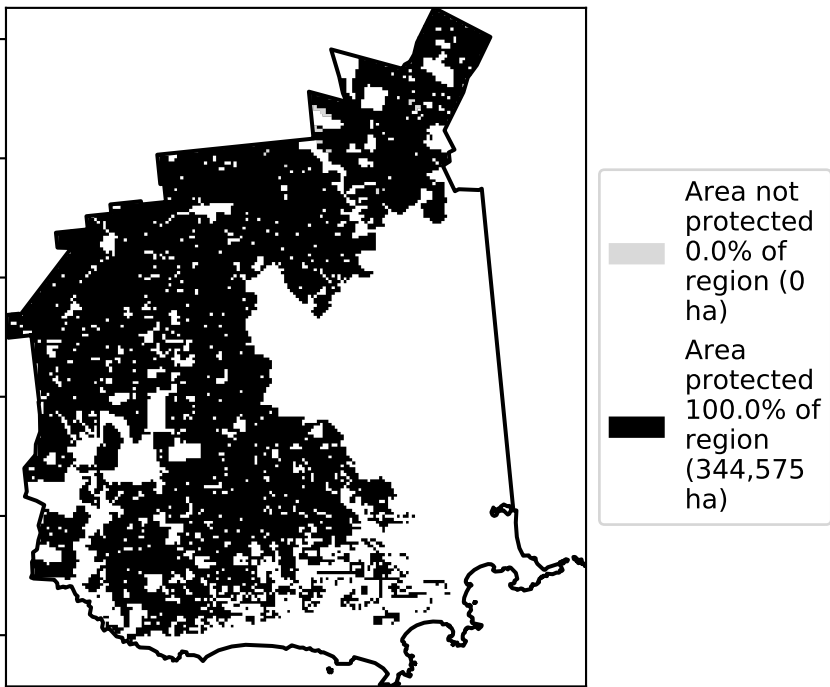 Area not
protected
0.0% of
region (0
ha)
Area
protected
100.0% of
region
(344,575
ha)